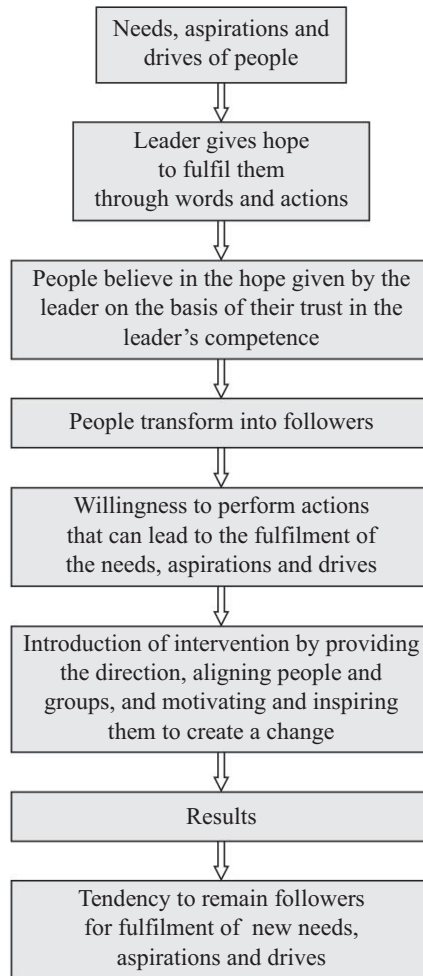 Needs, aspirations and
drives of people
Leader gives hope
to fulfil them
through words and actions
People believe in the hope given by the
leader on the basis of their trust in the
leader’s competence
People transform into followers
Willingness to perform actions
that can lead to the fulfilment of
the needs, aspirations and drives
Introduction of intervention by providing
the direction, aligning people and
groups, and motivating and inspiring
them to create a change
Results
Tendency to remain followers
for fulfilment of new needs,
aspirations and drives